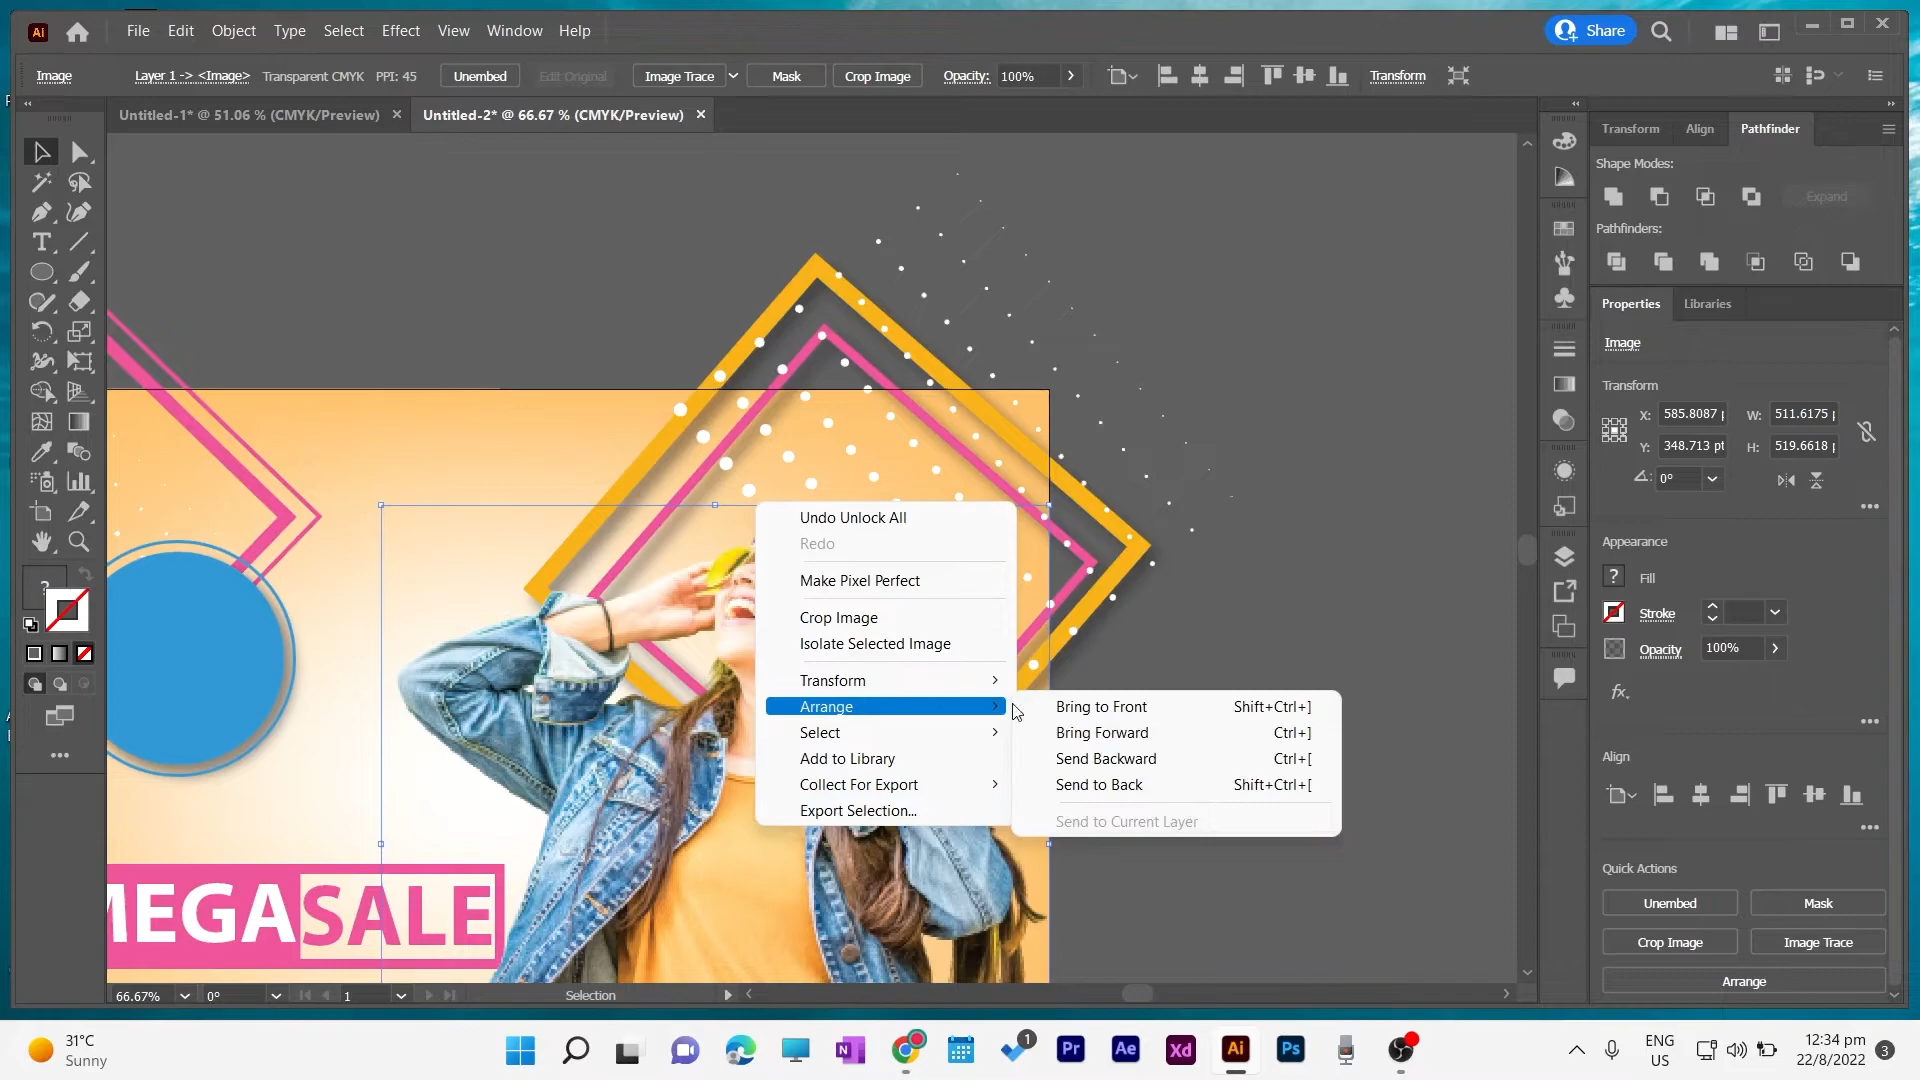 Ai File Edit Object Type Select Effect View Window Help Share
Image Layer 1 -> <Image> Transparent CMYK PPI: 45 Unembed Edit Original Image Trace Mask Crop Image Opacity: 100% Transform
Untitled-1* @ 51.06 % (CMYK/Preview) Untitled-2* @ 66.67 % (CMYK/Preview)
Transform Align Pathfinder
Shape Modes:
Expand
Pathfinders:
Properties Libraries
Image
Transform
X: 585.8087 W: 511.6175
Y: 348.713 pt H: 519.6618
0°
Appearance
? Fill
Stroke
Opacity 100%
fx.
Align
Quick Actions
Unembed Mask
Crop Image Image Trace
Arrange
Undo Unlock All
Redo
Make Pixel Perfect
Crop Image
Isolate Selected Image
Transform
Arrange
Select
Add to Library
Collect For Export
Export Selection...
Bring to Front Shift+Ctrl+]
Bring Forward Ctrl+]
Send Backward Ctrl+[
Send to Back Shift+Ctrl+[
Send to Current Layer
MEGASALE
66.67% 0° 1 Selection
31°C
Sunny
1
Pr Ae Xd Ai Ps
ENG
US
12:34 pm
22/8/2022
3